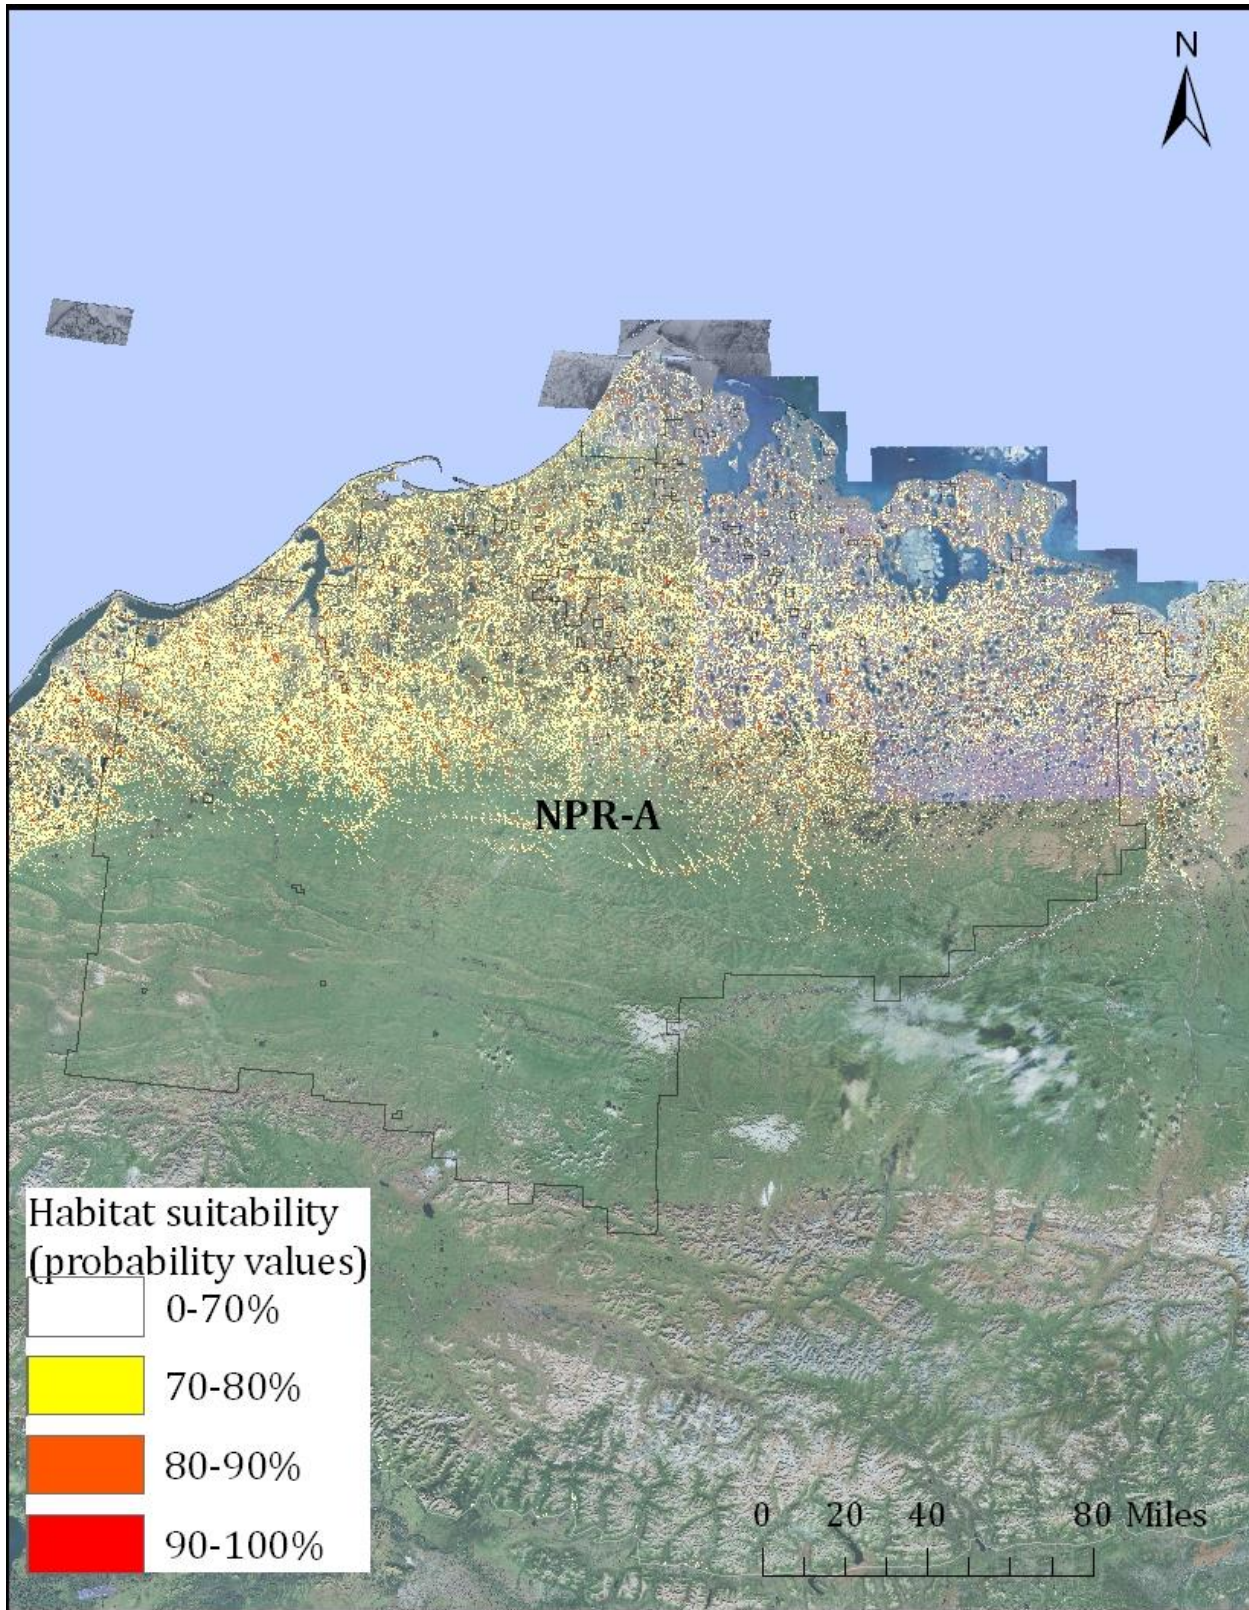 N
NPR-A
Habitat suitability
(probability values)
0-70%
70-80%
80-90%
90-100%
0 20 40 80 Miles